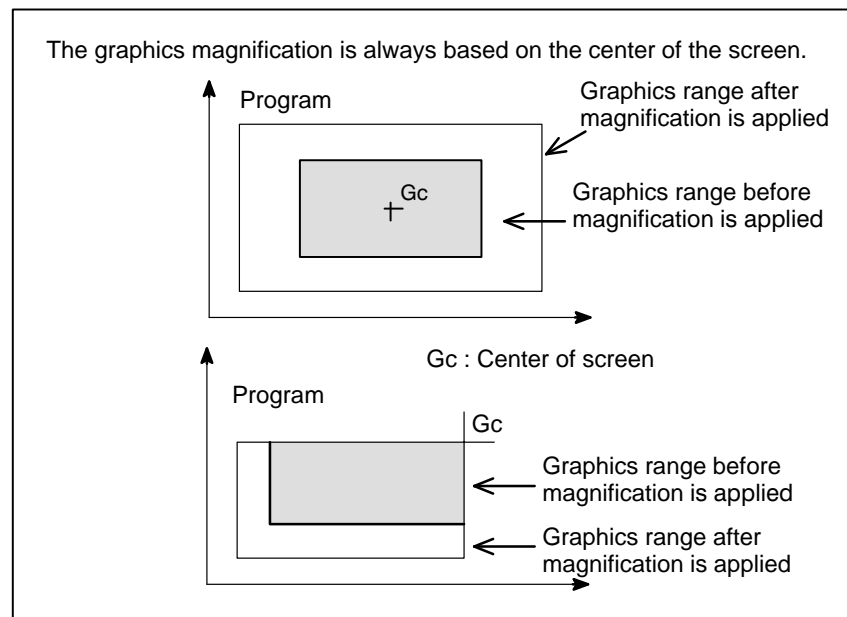 The graphics magnification is always based on the center of the screen.
Program
Graphics range after
magnification is applied
Gc
Graphics range before
magnification is applied
Gc : Center of screen
Program
Gc
Graphics range before
magnification is applied
Graphics range after
magnification is applied